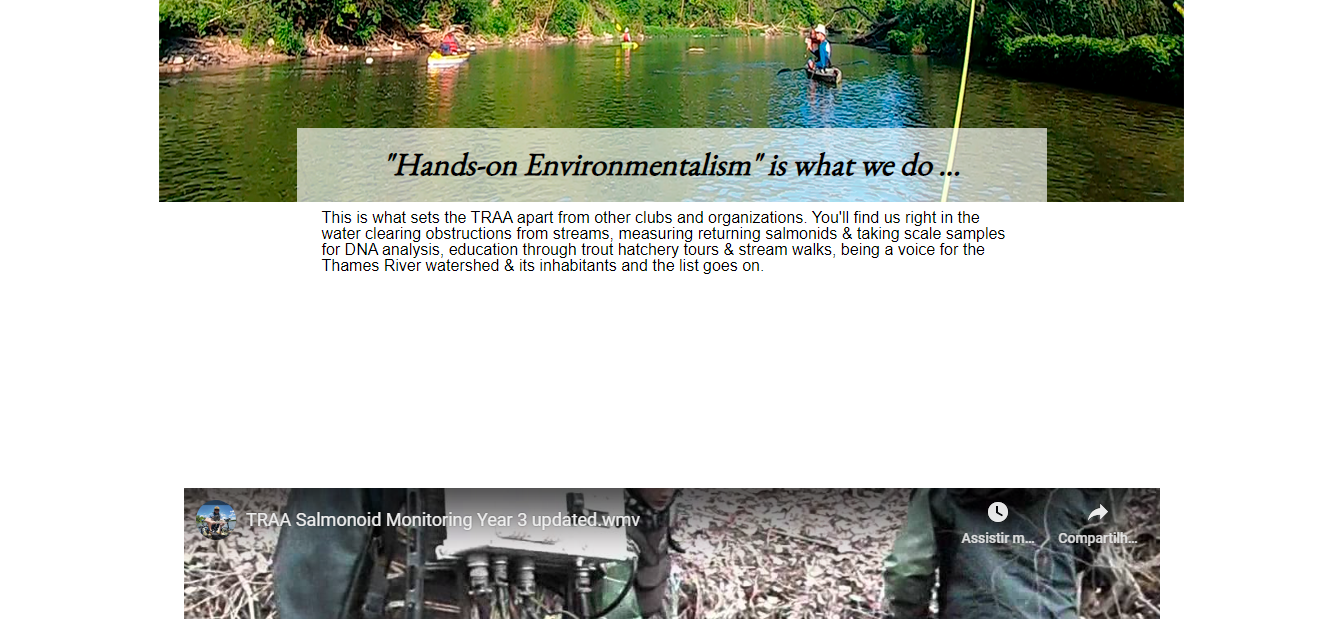 "Hands-on Environmentalism" is what we do ...
This is what sets the TRAA apart from other clubs and organizations. You'll find us right in the
water clearing obstructions from streams, measuring returning salmonids & taking scale samples
for DNA analysis, education through trout hatchery tours & stream walks, being a voice for the
Thames River watershed & its inhabitants and the list goes on.
TRAA Salmonoid Monitoring Year 3 updated.wmv
Assistir m...
Compartilh...